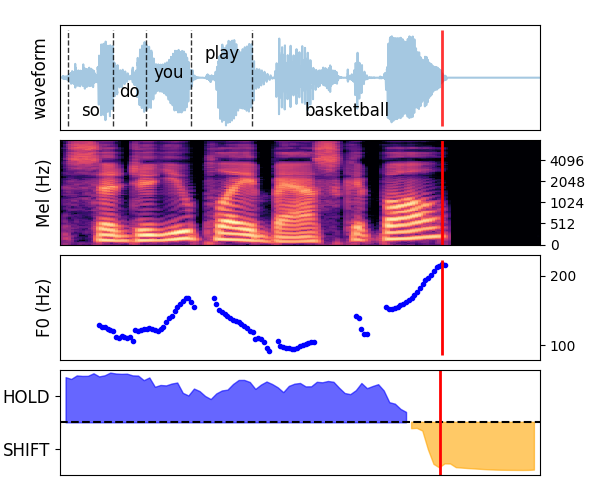 waveform
so
do
you
play
basketball
Mel (Hz)
4096
2048
1024
512
0
F0 (Hz)
200
100
HOLD
SHIFT